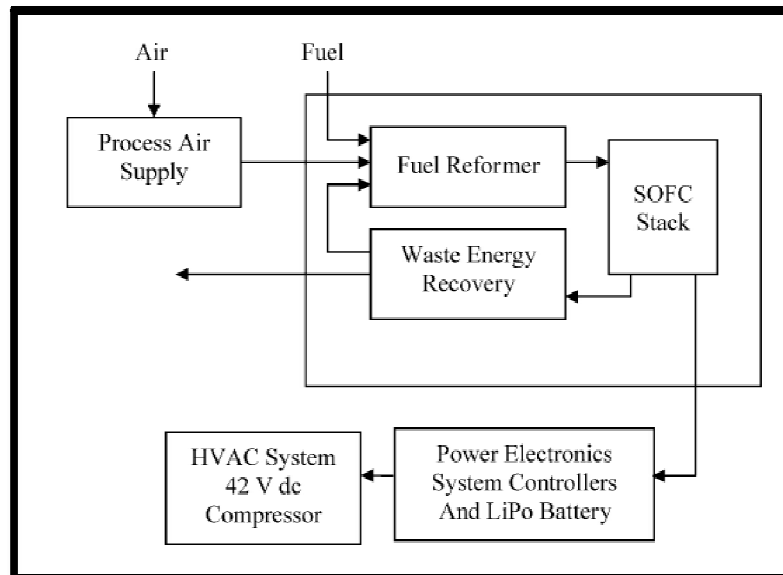 Air
Fuel
Process Air
Supply
Fuel Reformer
SOFC
Stack
Waste Energy
Recovery
HVAC System
42 V dc
Compressor
Power Electronics
System Controllers
And LiPo Battery